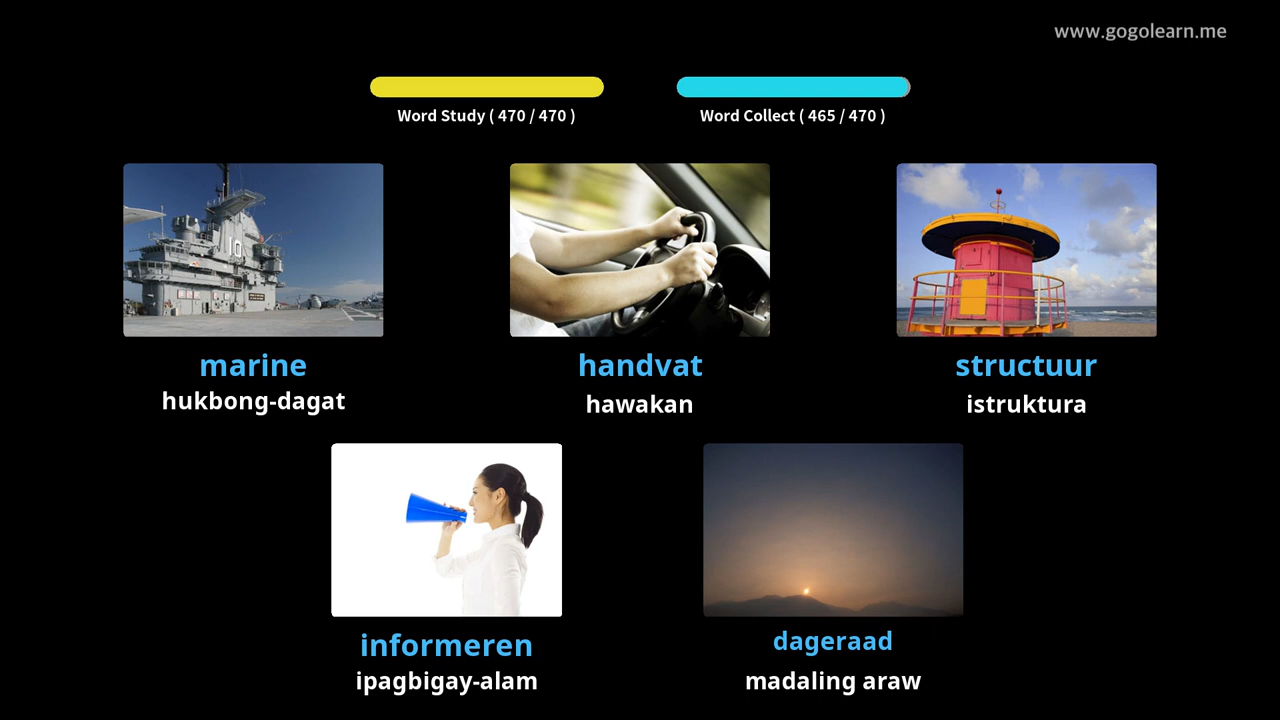 www.gogolearn.me
Word Study ( 470 / 470 )
Word Collect ( 465 / 470 )
10
marine
hukbong-dagat
handvat
hawakan
structuur
istruktura
informeren
ipagbigay-alam
dageraad
madaling araw